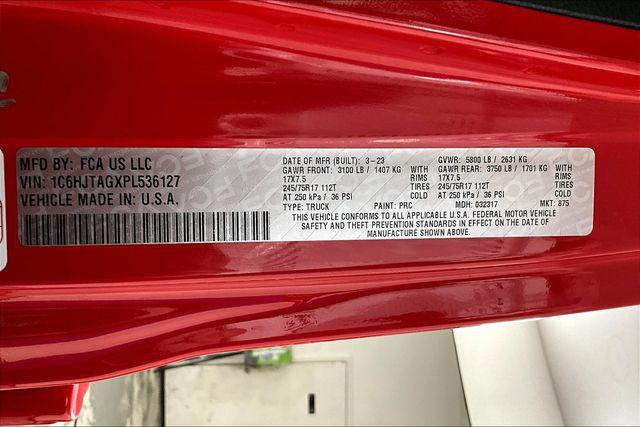 MFD BY: FCA US LLC
VIN: 1C6HJTAGXPL536127
VEHICLE MADE IN: U.S.A.
DATE OF MFR (BUILT): 3-23 GVWR: 5800 LB / 2631 KG
GAWR FRONT: 3100 LB / 1407 KG WITH GAWR REAR: 3750 LB / 1701 KG WITH
17X7.5 RIMS 17X7.5 RIMS
245/75R17 112T TIRES 245/75R17 112T TIRES
AT 250 kPa / 36 PSI COLD AT 250 kPa / 36 PSI COLD
TYPE: TRUCK PAINT: PRC MDH: 032317 MKT: 875
THIS VEHICLE CONFORMS TO ALL APPLICABLE U.S.A. FEDERAL MOTOR VEHICLE
SAFETY AND THEFT PREVENTION STANDARDS IN EFFECT ON THE DATE OF
MANUFACTURE SHOWN ABOVE.